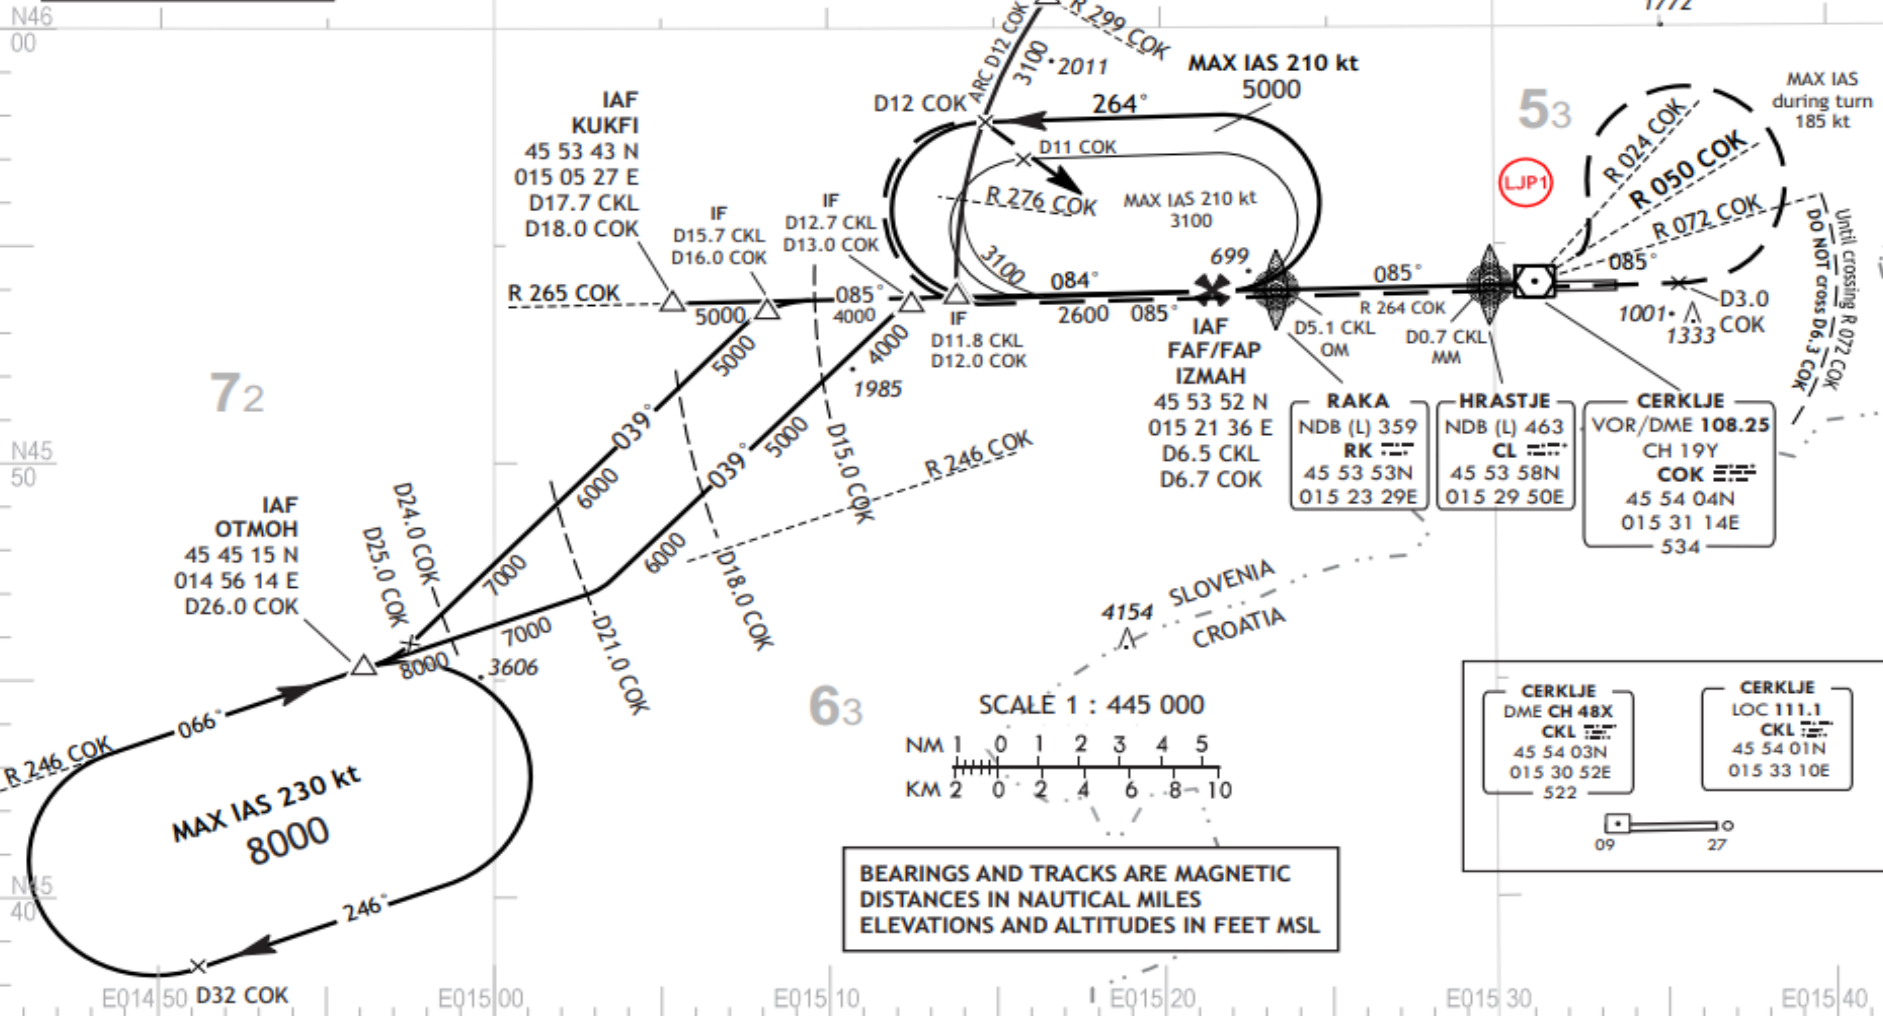 N46
00
1772
R 299 COK
ARC D12 COK
3100
2011
MAX IAS 210 kt
5000
D12 COK
264°
D11 COK
R 276 COK
MAX IAS 210 kt
3100
3100
699
53
LJP1
R 024 COK
R 050 COK
R 072 COK
MAX IAS
during turn
185 kt
Until crossing R 072 COK
DO NOT cross D6.3 COK
IAF
KUKFI
45 53 43 N
015 05 27 E
D17.7 CKL
D18.0 COK
IF
D15.7 CKL
D16.0 COK
IF
D12.7 CKL
D13.0 COK
R 265 COK
5000
085°
4000
084°
2600
085°
085°
R 264 COK
085°
D3.0
COK
1001
1333
IF
D11.8 CKL
D12.0 COK
IAF
FAF/FAP
IZMAH
45 53 52 N
015 21 36 E
D6.5 CKL
D6.7 COK
D5.1 CKL
OM
D0.7 CKL
MM
RAKA
NDB (L) 359
RK
45 53 53N
015 23 29E
HRASTJE
NDB (L) 463
CL
45 53 58N
015 29 50E
CERKLJE
VOR/DME 108.25
CH 19Y
COK
45 54 04N
015 31 14E
534
72
5000
4000
1985
039°
039°
5000
6000
6000
7000
7000
8000
D15.0 COK
D18.0 COK
D21.0 COK
D24.0 COK
D25.0 COK
R 246 COK
N45
50
IAF
OTMOH
45 45 15 N
014 56 14 E
D26.0 COK
3606
4154
SLOVENIA
CROATIA
63
066°
R 246 COK
MAX IAS 230 kt
8000
246°
D32 COK
SCALE 1 : 445 000
NM 1 0 1 2 3 4 5
KM 2 0 2 4 6 8 10
BEARINGS AND TRACKS ARE MAGNETIC
DISTANCES IN NAUTICAL MILES
ELEVATIONS AND ALTITUDES IN FEET MSL
CERKLJE
DME CH 48X
CKL
45 54 03N
015 30 52E
522
CERKLJE
LOC 111.1
CKL
45 54 01N
015 33 10E
09
27
N45
40
E014 50
E015 00
E015 10
E015 20
E015 30
E015 40